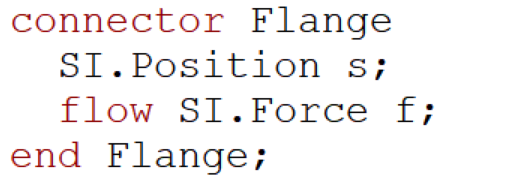 connector Flange
  SI.Position s;
  flow SI.Force f;
end Flange;